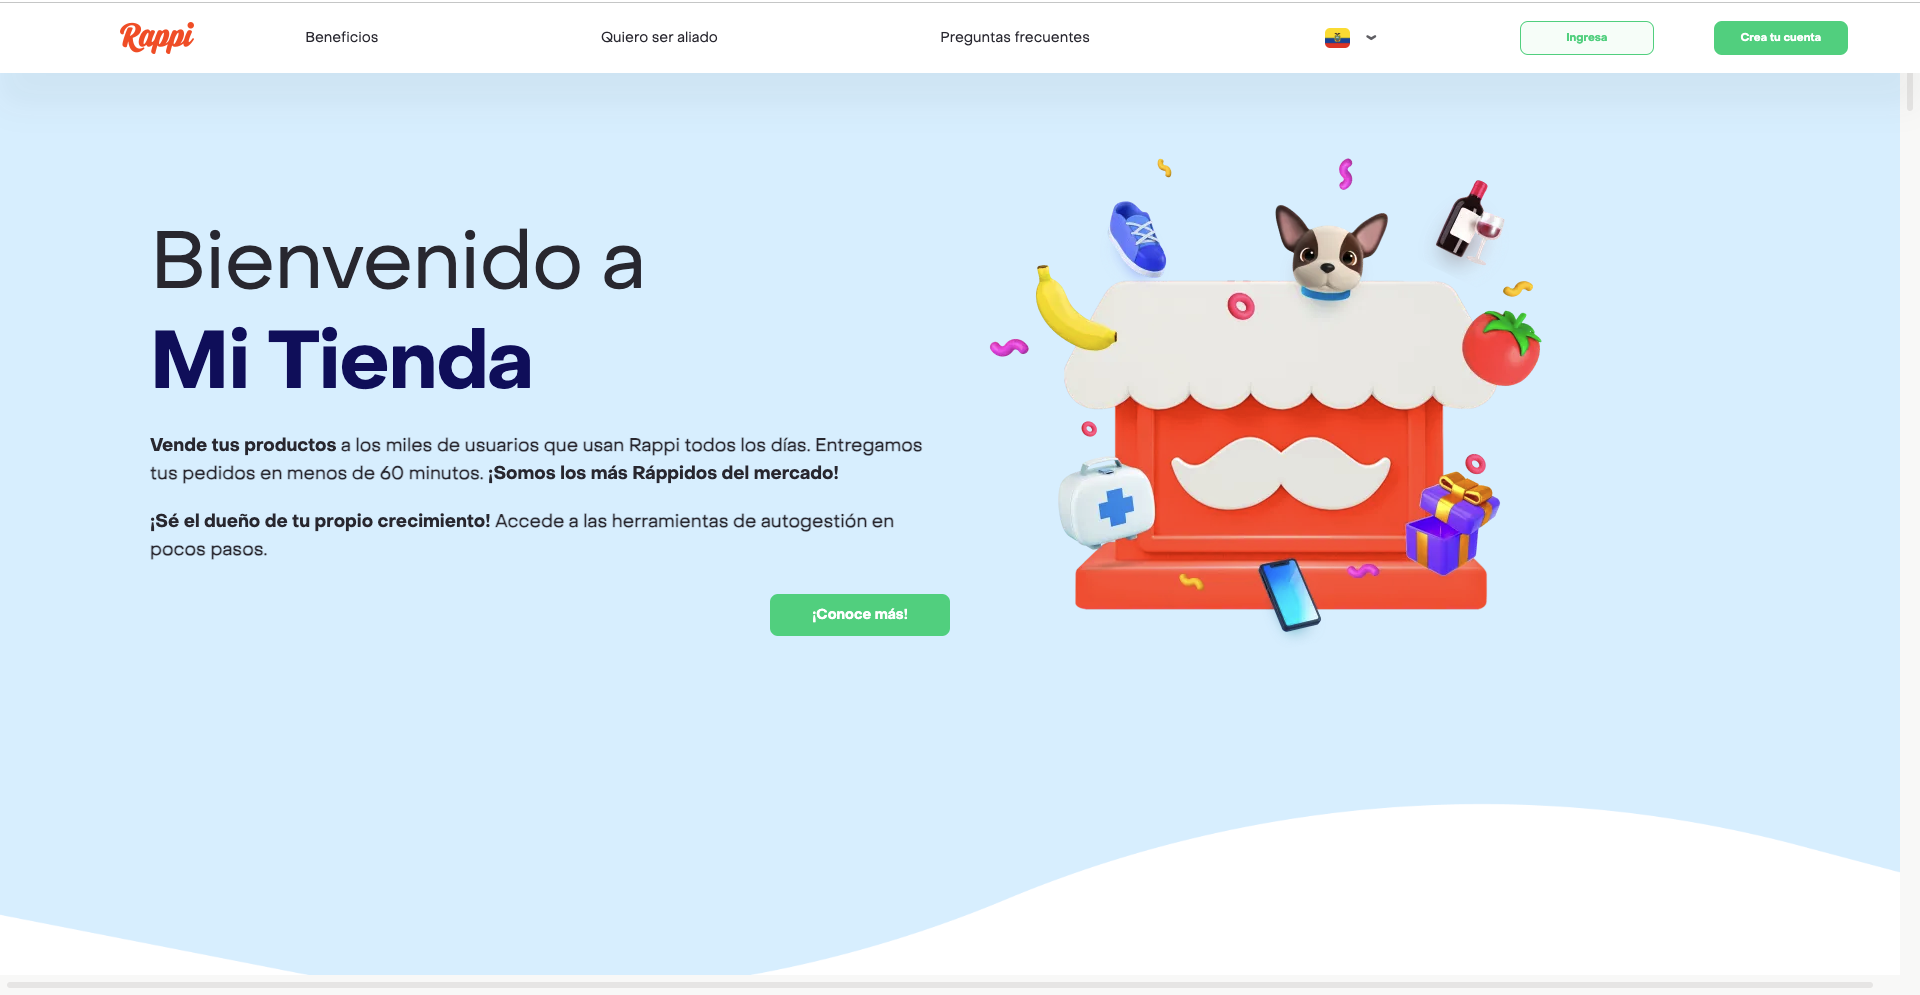 Rappi
Beneficios
Quiero ser aliado
Preguntas frecuentes
Ingresa
Crea tu cuenta
Bienvenido a
Mi Tienda
Vende tus productos a los miles de usuarios que usan Rappi todos los días. Entregamos
tus pedidos en menos de 60 minutos. ¡Somos los más Ráppidos del mercado!
¡Sé el dueño de tu propio crecimiento! Accede a las herramientas de autogestión en
pocos pasos.
¡Conoce más!